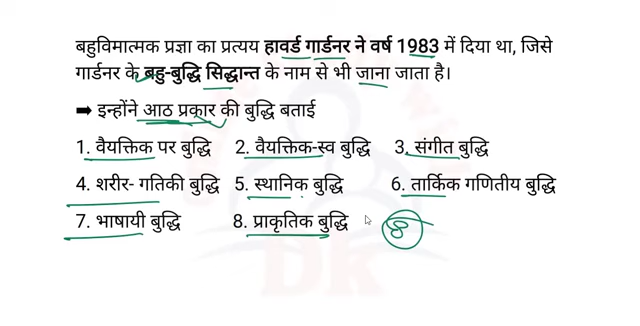 बहुविमात्मक प्रज्ञा का प्रत्यय हावर्ड गार्डनर ने वर्ष 1983 में दिया था, जिसे
गार्डनर के बहु-बुद्धि सिद्धान्त के नाम से भी जाना जाता है।
➡ इन्होंने आठ प्रकार की बुद्धि बताई
1. वैयक्तिक पर बुद्धि 2. वैयक्तिक-स्व बुद्धि 3. संगीत बुद्धि
4. शरीर- गतिकी बुद्धि 5. स्थानिक बुद्धि 6. तार्किक गणितीय बुद्धि
7. भाषायी बुद्धि 8. प्राकृतिक बुद्धि 8
DK